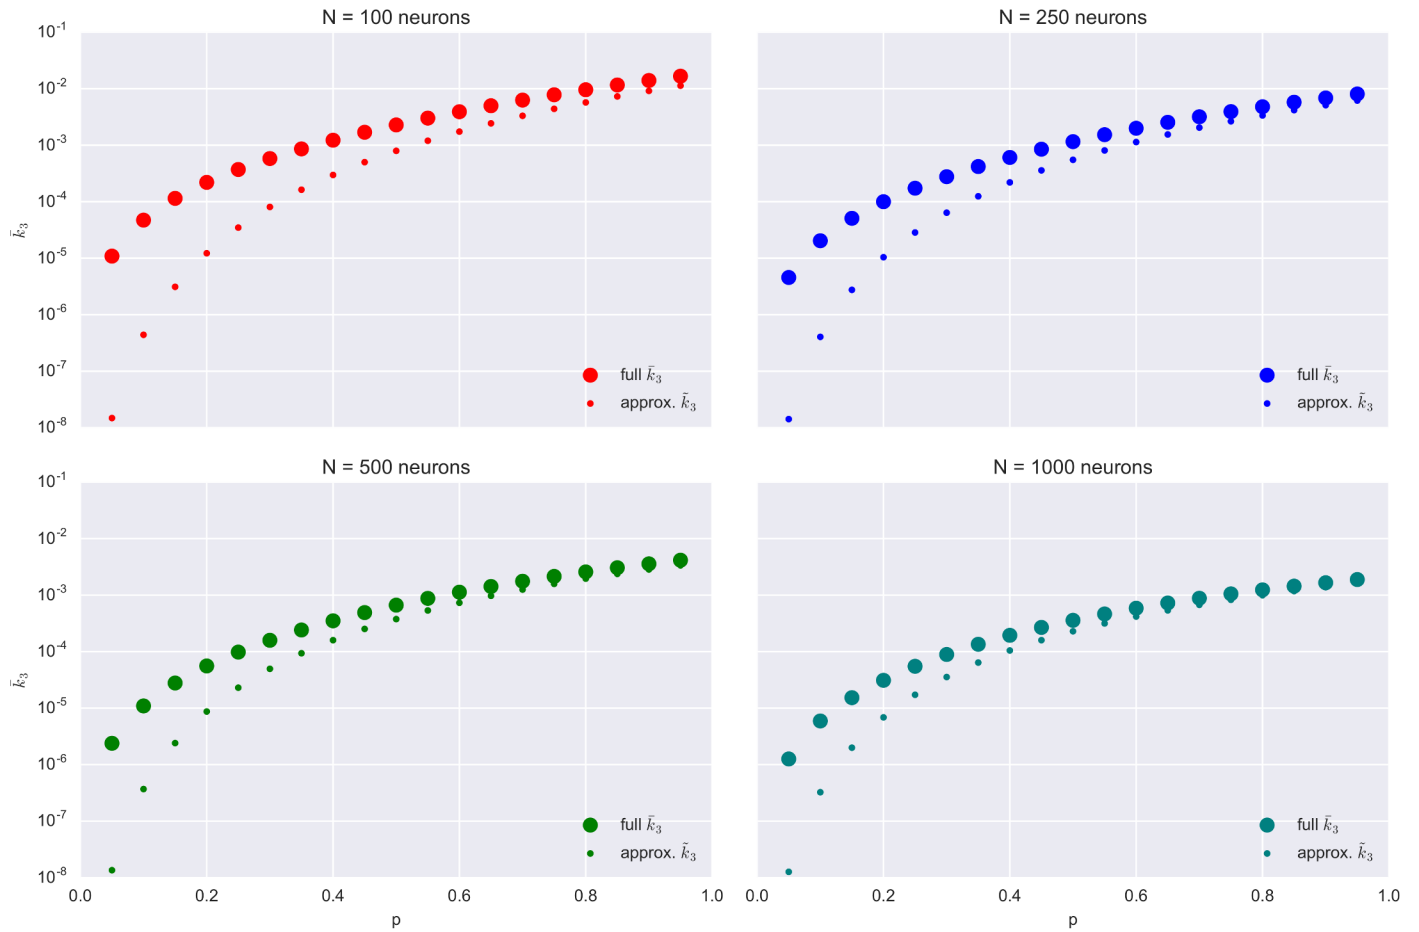 N = 100 neurons
N = 250 neurons
10⁻¹
10⁻²
10⁻³
10⁻⁴
10⁻⁵
10⁻⁶
10⁻⁷
10⁻⁸
k̄₃
full k̄₃
approx. k̃₃
full k̄₃
approx. k̃₃
N = 500 neurons
N = 1000 neurons
10⁻¹
10⁻²
10⁻³
10⁻⁴
10⁻⁵
10⁻⁶
10⁻⁷
10⁻⁸
k̄₃
full k̄₃
approx. k̃₃
full k̄₃
approx. k̃₃
0.0 0.2 0.4 0.6 0.8 1.0
0.0 0.2 0.4 0.6 0.8 1.0
p
p